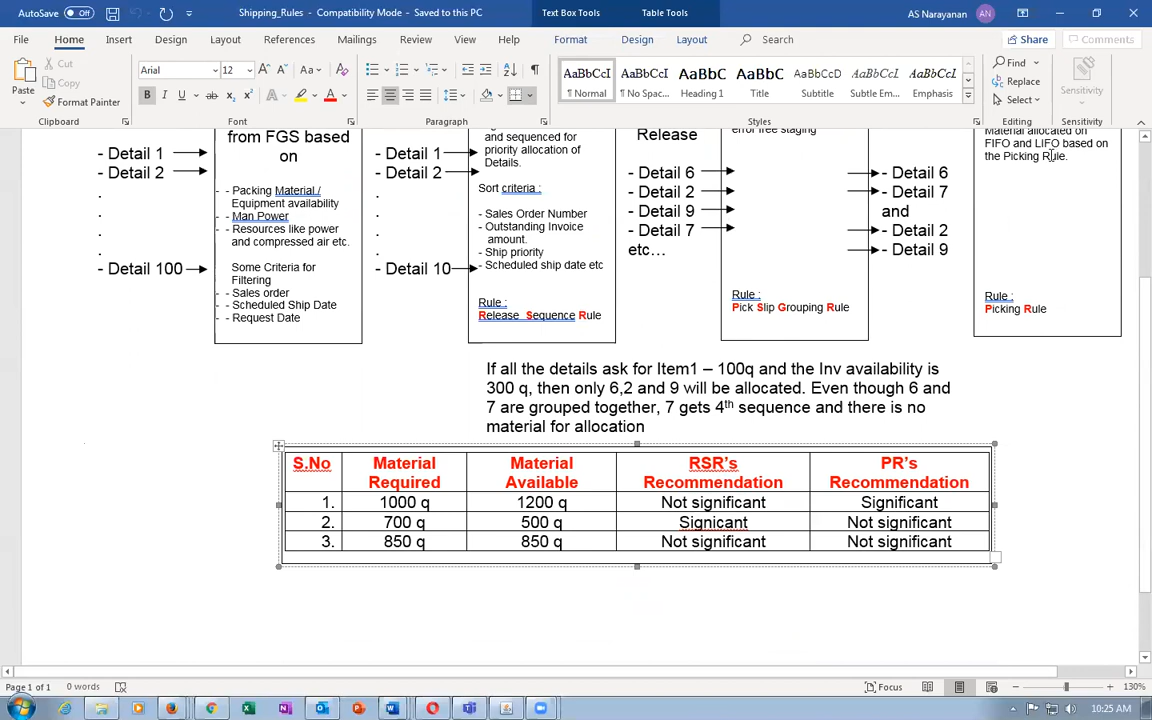 AutoSave Off Shipping_Rules - Compatibility Mode - Saved to this PC Text Box Tools Table Tools AS Narayanan AN
File Home Insert Design Layout References Mailings Review View Help Format Design Layout Search Share Comments
Paste Cut Copy Format Painter
Clipboard
Arial 12
Font
Paragraph
AaBbCcI AaBbCcI AaBbC AaBbC AaBbCcD AaBbCcI AaBbCcI
¶ Normal ¶ No Spac... Heading 1 Title Subtitle Subtle Em... Emphasis
Styles
Find
Replace
Select
Editing
Sensitivity
Sensitivity
- Detail 1
- Detail 2
.
.
.
- Detail 100
from FGS based
on
- - Packing Material /
Equipment availability
- - Man Power
- - Resources like power
and compressed air etc.
Some Criteria for
Filtering
- - Sales order
- - Scheduled Ship Date
- - Request Date
- Detail 1
- Detail 2
.
.
.
- Detail 10
and sequenced for
priority allocation of
Details.
Sort criteria :
- Sales Order Number
- Outstanding Invoice
amount.
- Ship priority
- Scheduled ship date etc
Rule :
Release Sequence Rule
Release
- Detail 6
- Detail 2
- Detail 9
- Detail 7
etc…
error free staging
Rule :
Pick Slip Grouping Rule
- Detail 6
- Detail 7
and
- Detail 2
- Detail 9
Material allocated on
FIFO and LIFO based on
the Picking Rule.
Rule :
Picking Rule
If all the details ask for Item1 – 100q and the Inv availability is
300 q, then only 6,2 and 9 will be allocated. Even though 6 and
7 are grouped together, 7 gets 4th sequence and there is no
material for allocation
S.No Material Required Material Available RSR's Recommendation PR's Recommendation
1. 1000 q 1200 q Not significant Significant
2. 700 q 500 q Signicant Not significant
3. 850 q 850 q Not significant Not significant
Page 1 of 1 0 words Focus 130%
10:25 AM